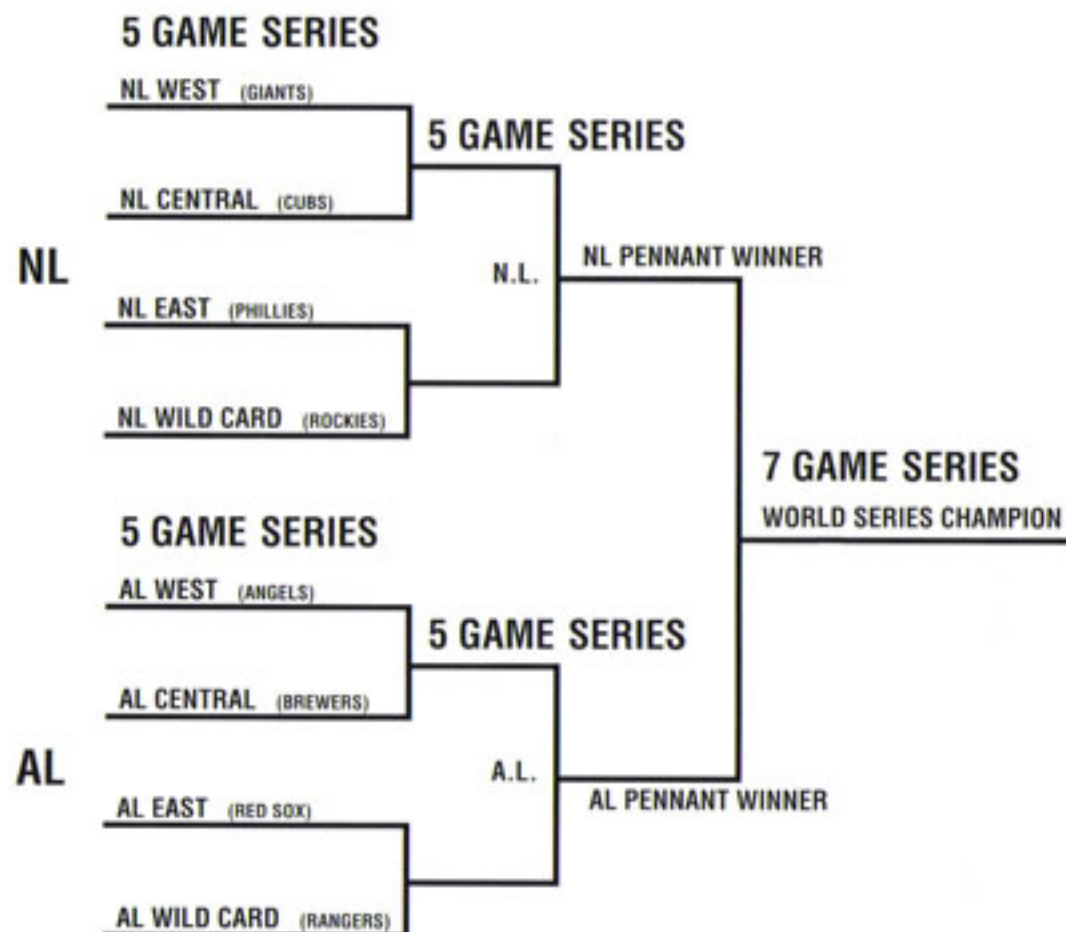 5 GAME SERIES
NL WEST (GIANTS)
5 GAME SERIES
NL CENTRAL (CUBS)
NL
N.L.
NL PENNANT WINNER
NL EAST (PHILLIES)
NL WILD CARD (ROCKIES)
7 GAME SERIES
WORLD SERIES CHAMPION
5 GAME SERIES
AL WEST (ANGELS)
5 GAME SERIES
AL CENTRAL (BREWERS)
AL
A.L.
AL PENNANT WINNER
AL EAST (RED SOX)
AL WILD CARD (RANGERS)